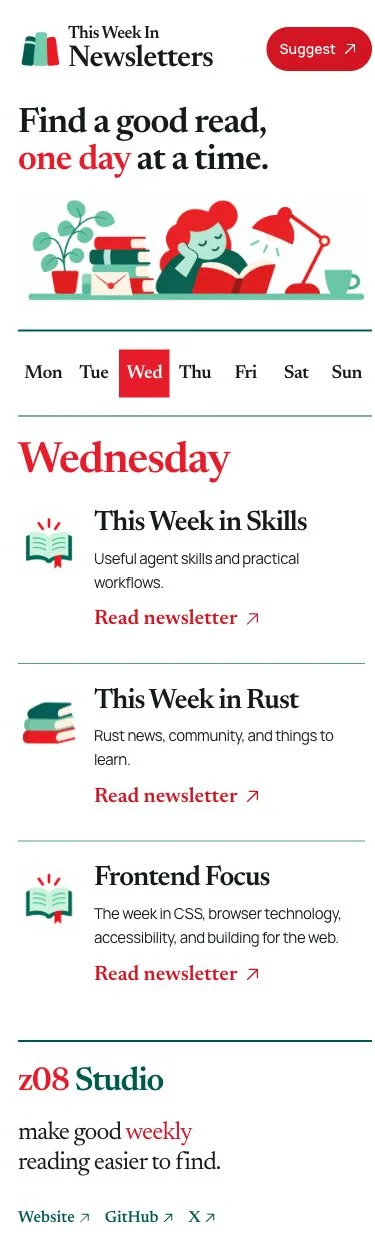 This Week In
Newsletters
Suggest
Find a good read,
one day at a time.
Mon Tue Wed Thu Fri Sat Sun
Wednesday
This Week in Skills
Useful agent skills and practical
workflows.
Read newsletter
This Week in Rust
Rust news, community, and things to
learn.
Read newsletter
Frontend Focus
The week in CSS, browser technology,
accessibility, and building for the web.
Read newsletter
z08 Studio
make good weekly
reading easier to find.
Website GitHub X